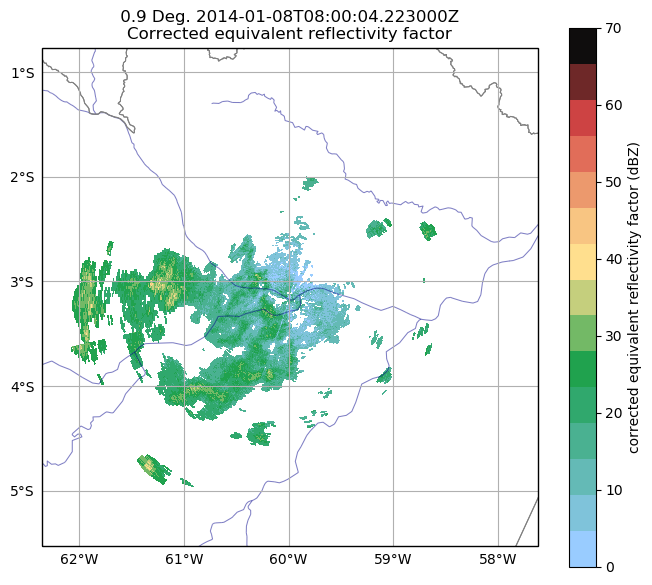 0.9 Deg. 2014-01-08T08:00:04.223000Z
Corrected equivalent reflectivity factor
1°S
2°S
3°S
4°S
5°S
62°W
61°W
60°W
59°W
58°W
70
60
50
40
30
20
10
0
corrected equivalent reflectivity factor (dBZ)